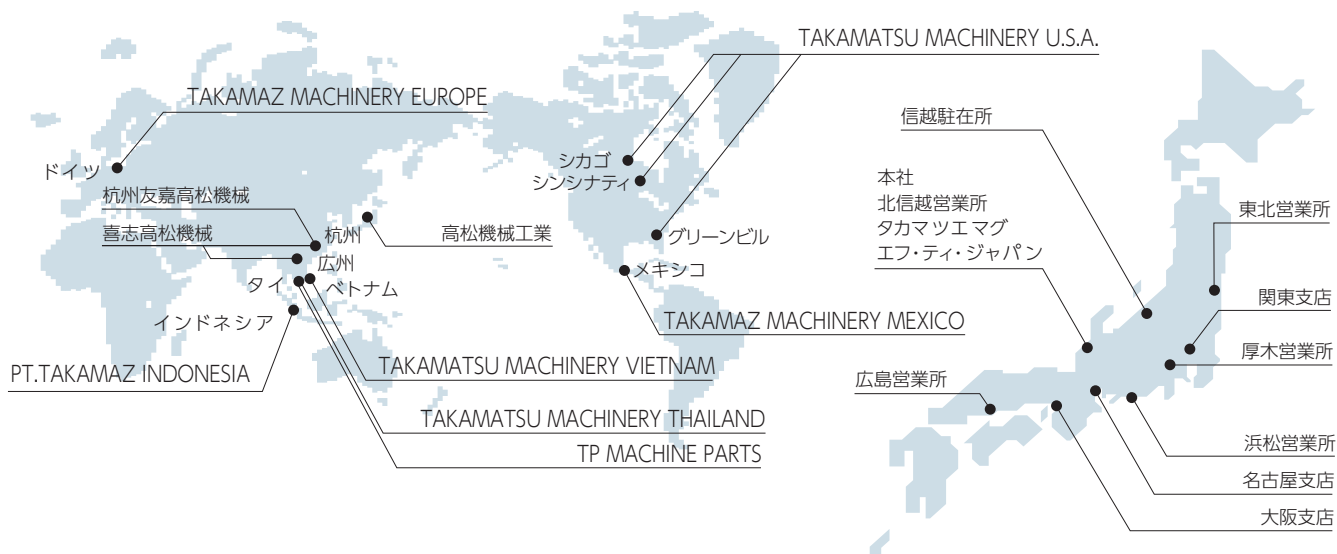 TAKAMATSU MACHINERY U.S.A.
TAKAMAZ MACHINERY EUROPE
ドイツ
杭州友嘉高松機械
喜志高松機械
杭州
広州
タイ
ベトナム
インドネシア
高松機械工業
シカゴ
シンシナティ
グリーンビル
メキシコ
TAKAMAZ MACHINERY MEXICO
PT.TAKAMAZ INDONESIA
TAKAMATSU MACHINERY VIETNAM
TAKAMATSU MACHINERY THAILAND
TP MACHINE PARTS
信越駐在所
本社
北信越営業所
タカマツエマグ
エフ・ティ・ジャパン
東北営業所
関東支店
厚木営業所
広島営業所
浜松営業所
名古屋支店
大阪支店